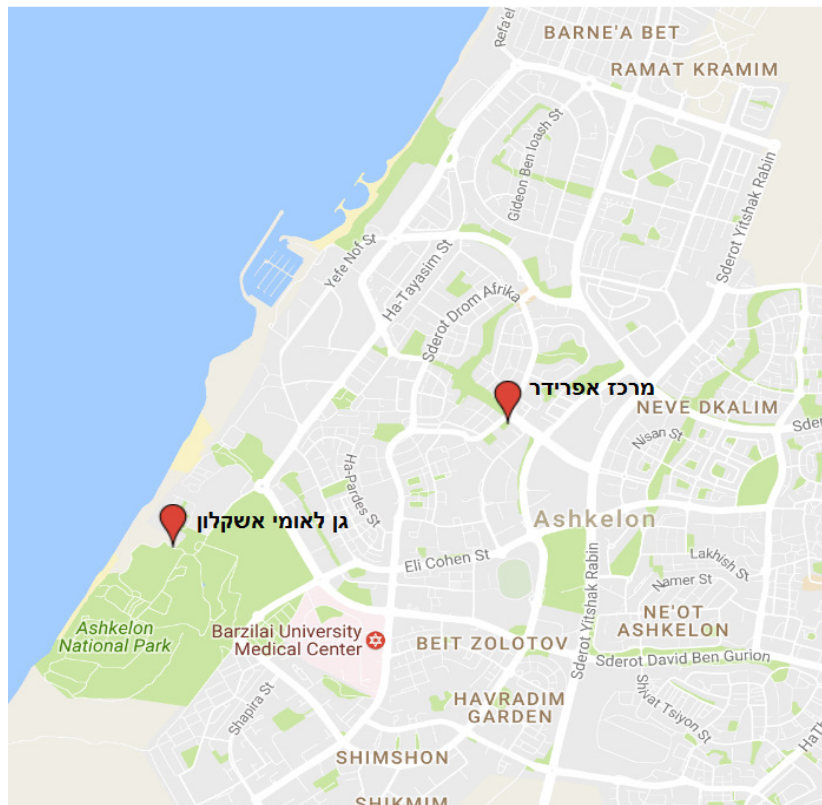 BARNE'A BET
RAMAT KRAMIM
Refa'el
Gideon Ben Ioash St
Sderot Yitshak Rabin
Yefe Nof St
Ha-Tayasim St
Sderot Drom Afrika
מרכז אפרידר
NEVE DKALIM
Nisan St
Sder
Ha-Pardes St
גן לאומי אשקלון
Ashkelon
Eli Cohen St
Lakhish St
Namer St
Sderot Yitshak Rabin
NE'OT
ASHKELON
Ashkelon
National Park
Barzilai University
Medical Center
BEIT ZOLOTOV
Sderot David Ben Gurion
Shapira St
HAVRADIM
GARDEN
Shivat Tsiyon St
HaTh
SHIMSHON
SHIKMIM